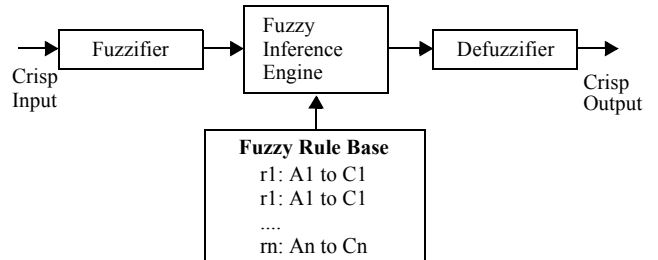 Fuzzifier
Fuzzy
Inference
Engine
Defuzzifier
Crisp
Input
Crisp
Output
Fuzzy Rule Base
r1: A1 to C1
r1: A1 to C1
....
rn: An to Cn